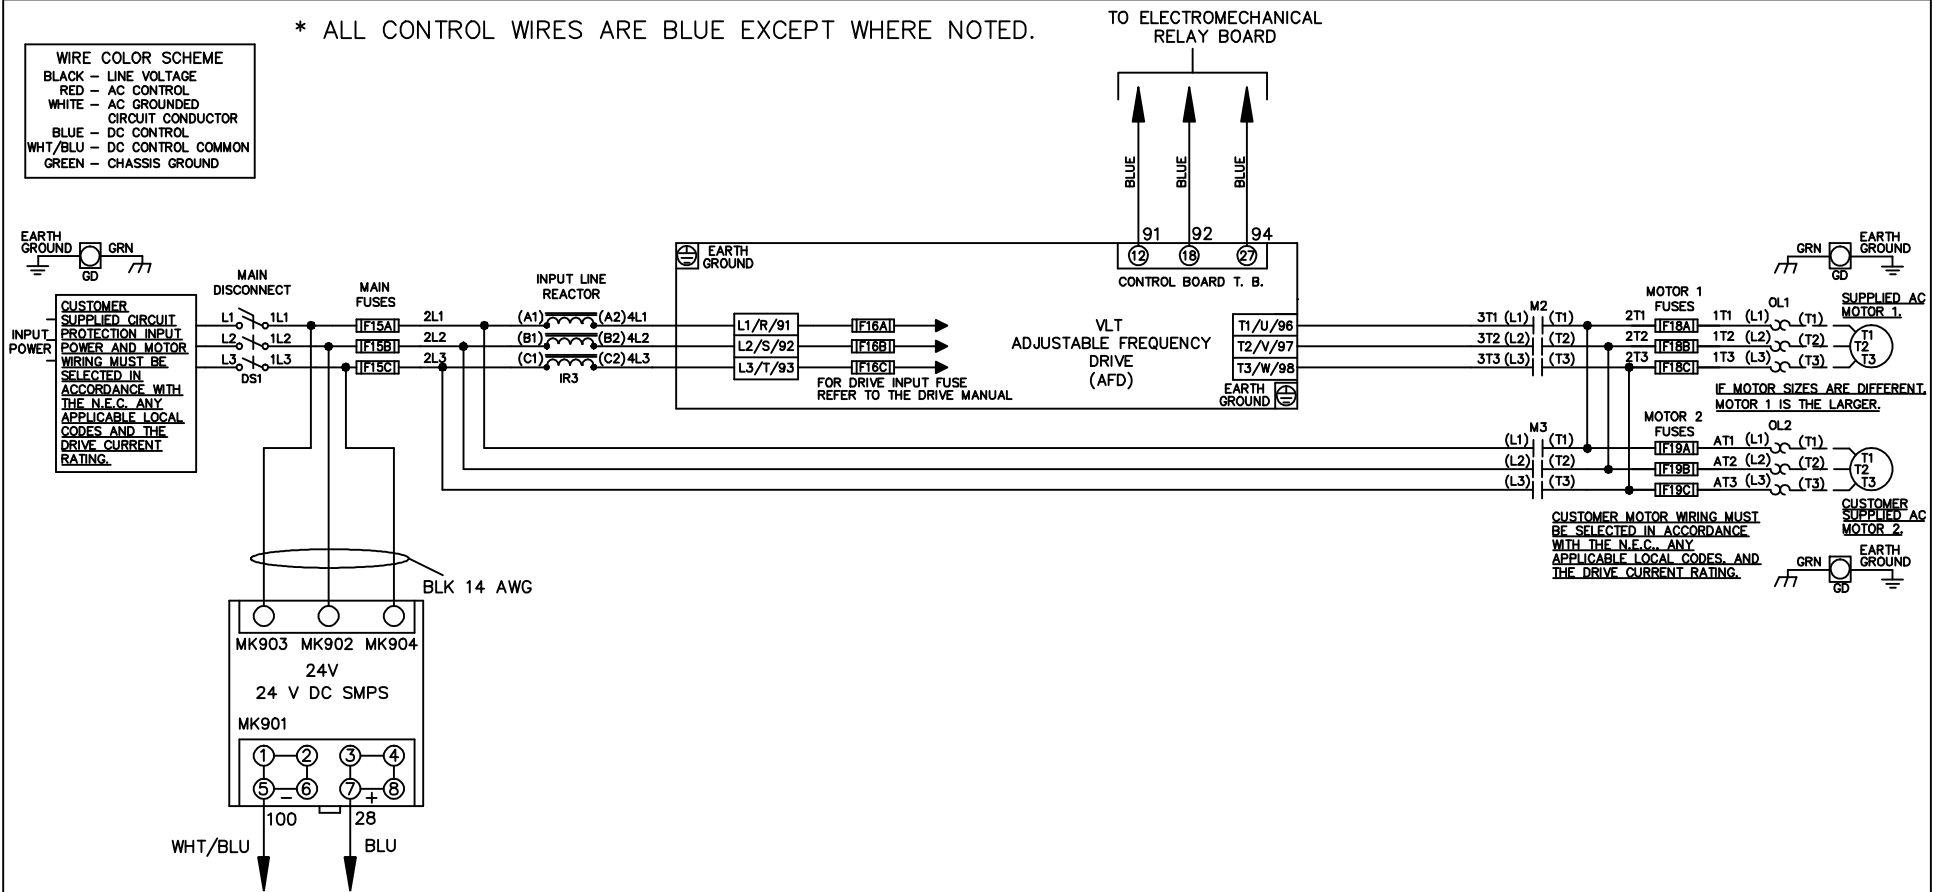 * ALL CONTROL WIRES ARE BLUE EXCEPT WHERE NOTED.
TO ELECTROMECHANICAL
RELAY BOARD
WIRE COLOR SCHEME
BLACK – LINE VOLTAGE
RED – AC CONTROL
WHITE – AC GROUNDED
CIRCUIT CONDUCTOR
BLUE – DC CONTROL
WHT/BLU – DC CONTROL COMMON
GREEN – CHASSIS GROUND
BLUE
BLUE
BLUE
91 92 94
12 18 27
CONTROL BOARD T. B.
EARTH
GROUND
GRN
GD
INPUT
POWER
CUSTOMER
SUPPLIED CIRCUIT
PROTECTION INPUT
POWER AND MOTOR
WIRING MUST BE
SELECTED IN
ACCORDANCE WITH
THE N.E.C. ANY
APPLICABLE LOCAL
CODES AND THE
DRIVE CURRENT
RATING.
MAIN
DISCONNECT
L1 1L1
L2 1L2
L3 1L3
DS1
MAIN
FUSES
F15A
F15B
F15C
2L1
2L2
2L3
INPUT LINE
REACTOR
(A1) (A2) 4L1
(B1) (B2) 4L2
(C1) (C2) 4L3
IR3
EARTH
GROUND
L1/R/91
L2/S/92
L3/T/93
F16A
F16B
F16C
FOR DRIVE INPUT FUSE
REFER TO THE DRIVE MANUAL
VLT
ADJUSTABLE FREQUENCY
DRIVE
(AFD)
T1/U/96
T2/V/97
T3/W/98
EARTH
GROUND
M2
3T1 (L1) (T1)
3T2 (L2) (T2)
3T3 (L3) (T3)
MOTOR 1
FUSES
2T1 F18A 1T1 (L1)
2T2 F18B 1T2 (L2)
2T3 F18C 1T3 (L3)
OL1
(T1)
(T2)
(T3)
T1
T2
T3
GRN
GD
EARTH
GROUND
SUPPLIED AC
MOTOR 1.
IF MOTOR SIZES ARE DIFFERENT,
MOTOR 1 IS THE LARGER.
M3
(L1) (T1)
(L2) (T2)
(L3) (T3)
MOTOR 2
FUSES
F19A AT1 (L1)
F19B AT2 (L2)
F19C AT3 (L3)
OL2
(T1)
(T2)
(T3)
T1
T2
T3
CUSTOMER
SUPPLIED AC
MOTOR 2.
CUSTOMER MOTOR WIRING MUST
BE SELECTED IN ACCORDANCE
WITH THE N.E.C., ANY
APPLICABLE LOCAL CODES, AND
THE DRIVE CURRENT RATING.
GRN
GD
EARTH
GROUND
BLK 14 AWG
MK903 MK902 MK904
24V
24 V DC SMPS
MK901
1 2 3 4
5 6 7 8
– +
100 28
WHT/BLU BLU